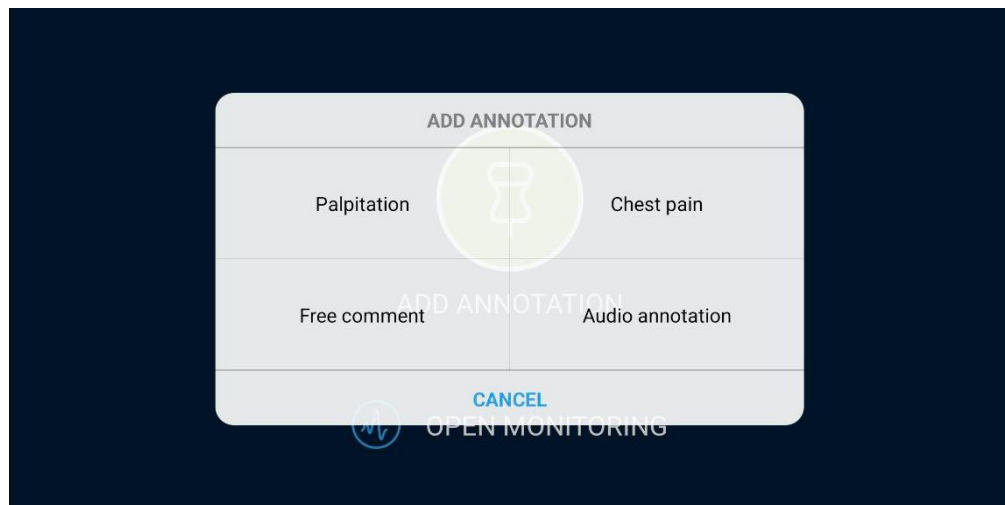 ADD ANNOTATION
Palpitation
Chest pain
Free comment
Audio annotation
ADD ANNOTATION
CANCEL
OPEN MONITORING